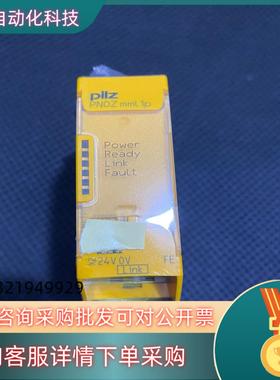 自动化科技
pilz
PNOZ mml1p
Power
Ready
Link
Fault
24V 0V
FE
Link
821949929
咨询采购批发可对公开票
客服详情下单采购